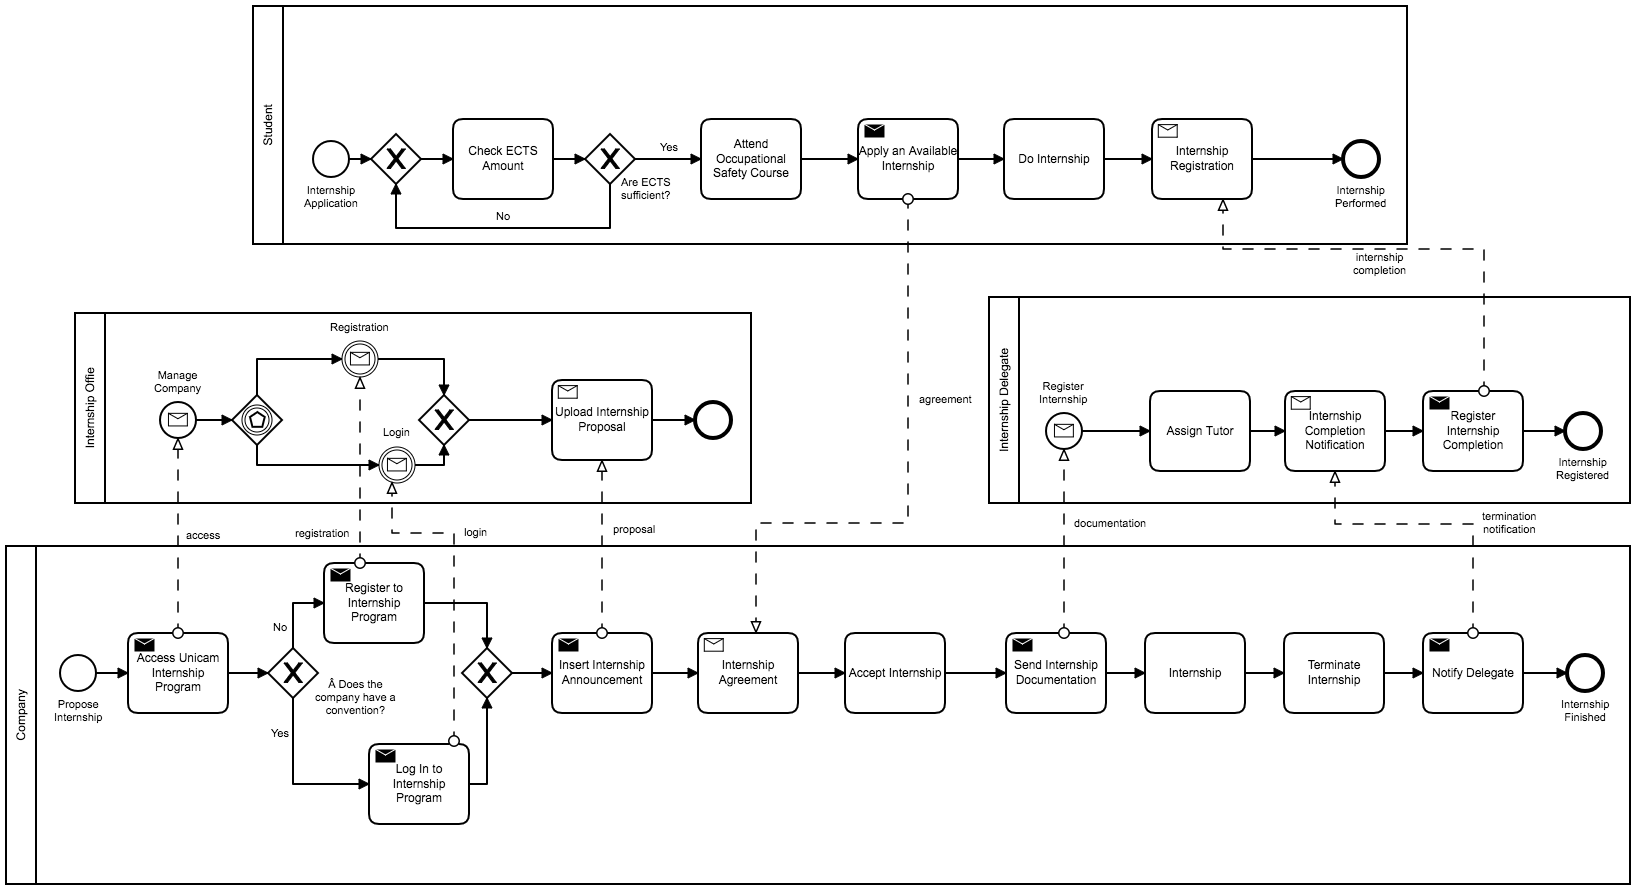 Student
Internship
Application
Check ECTS
Amount
No
Are ECTS
sufficient?
Yes
Attend
Occupational
Safety Course
Apply an Available
Internship
Do Internship
Internship
Registration
Internship
Performed
internship
completion
agreement
Internship Offie
Manage
Company
Registration
Login
Upload Internship
Proposal
Internship Delegate
Register
Internship
Assign Tutor
Internship
Completion
Notification
Register
Internship
Completion
Internship
Registered
access
registration
login
proposal
documentation
termination
notification
Company
Propose
Internship
Access Unicam
Internship
Program
No
Yes
Â Does the
company have a
convention?
Register to
Internship
Program
Log In to
Internship
Program
Insert Internship
Announcement
Internship
Agreement
Accept Internship
Send Internship
Documentation
Internship
Terminate
Internship
Notify Delegate
Internship
Finished